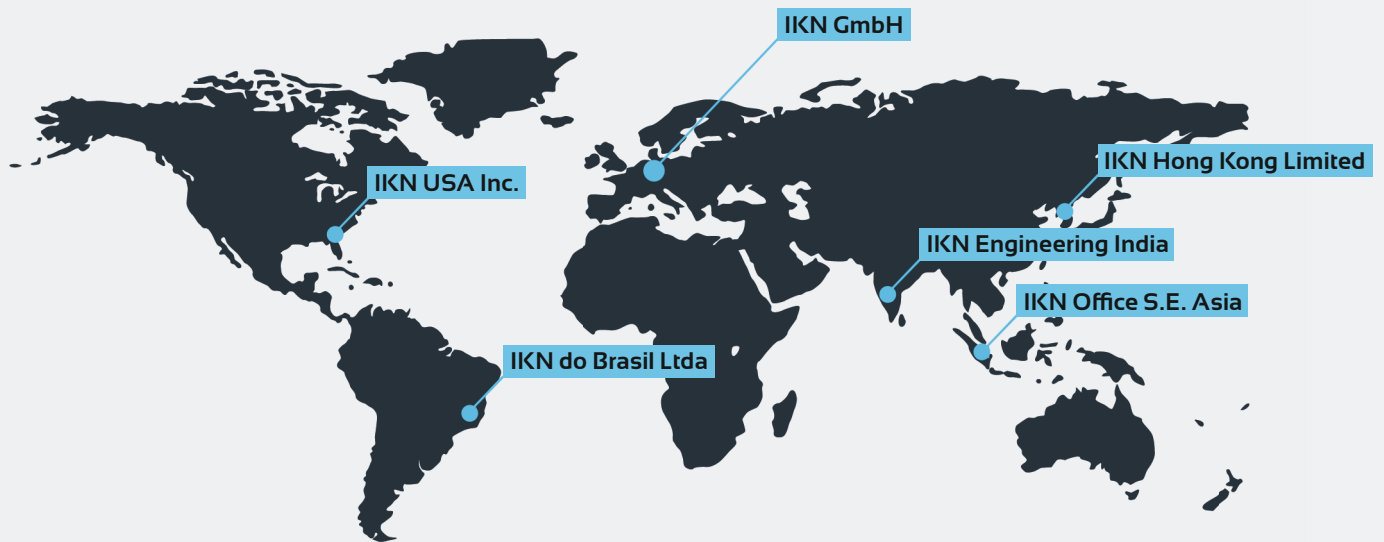 IKN GmbH
IKN Hong Kong Limited
IKN USA Inc.
IKN Engineering India
IKN Office S.E. Asia
IKN do Brasil Ltda